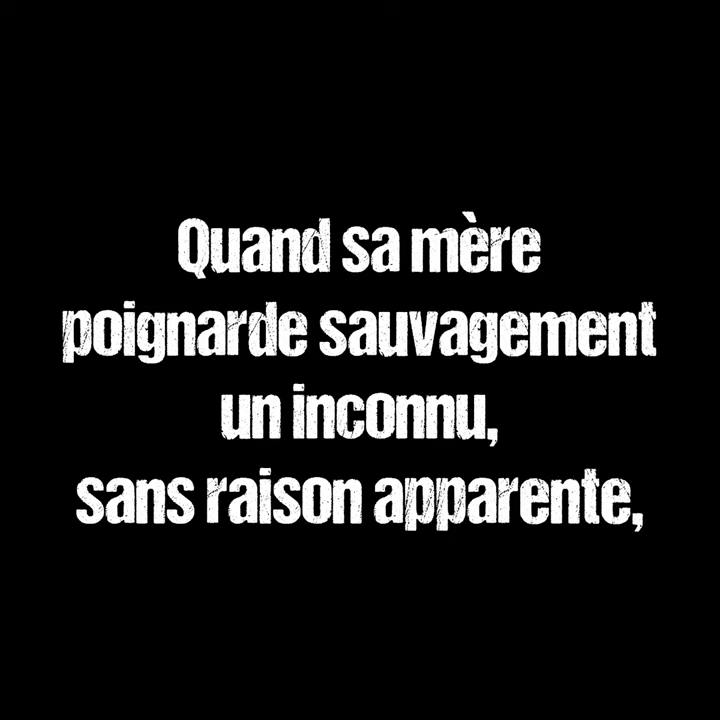 Quand sa mère
poignarde sauvagement
un inconnu,
sans raison apparente,